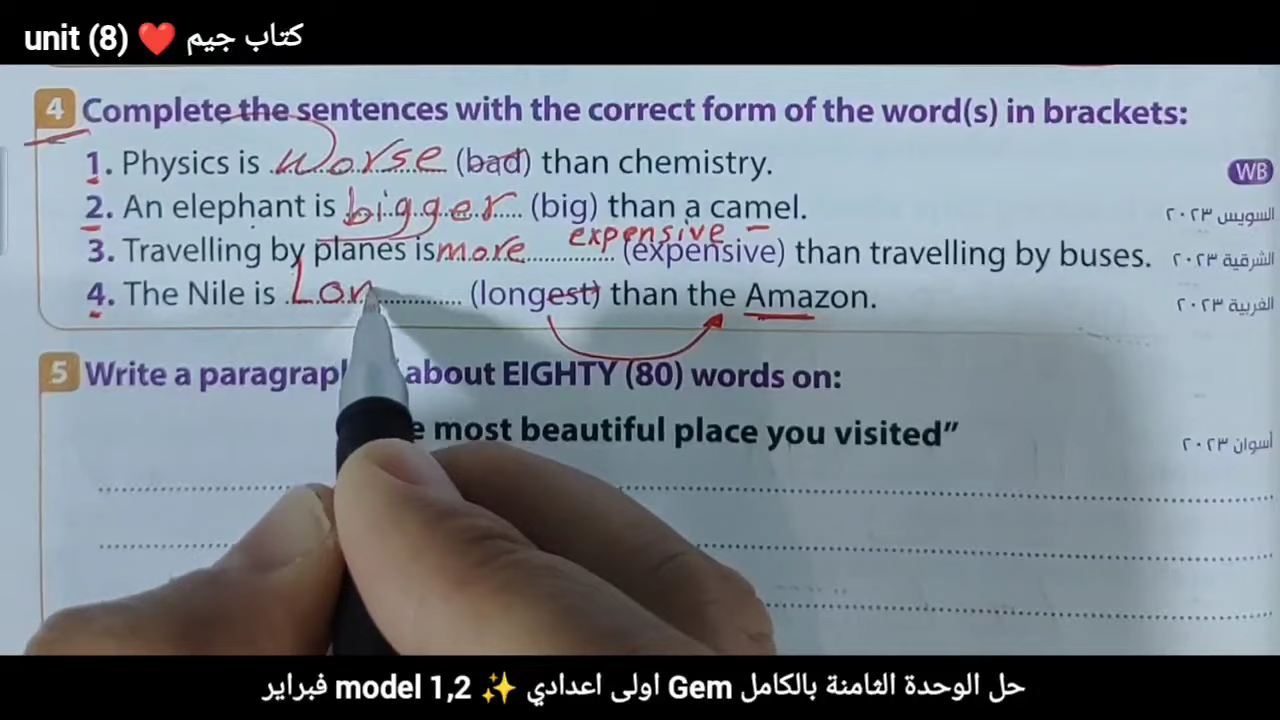 unit (8) ❤️ كتاب جيم
4 Complete the sentences with the correct form of the word(s) in brackets:
1. Physics is worse (bad) than chemistry. WB
2. An elephant is bigger (big) than a camel. السويس ٢٠٢٣
3. Travelling by planes is more expensive (expensive) than travelling by buses. الشرقية ٢٠٢٣
4. The Nile is Lon (longest) than the Amazon. الغربية ٢٠٢٣
5 Write a paragraph about EIGHTY (80) words on:
most beautiful place you visited” أسوان ٢٠٢٣
حل الوحدة الثامنة بالكامل Gem اولى اعدادي ✨ model 1,2 فبراير